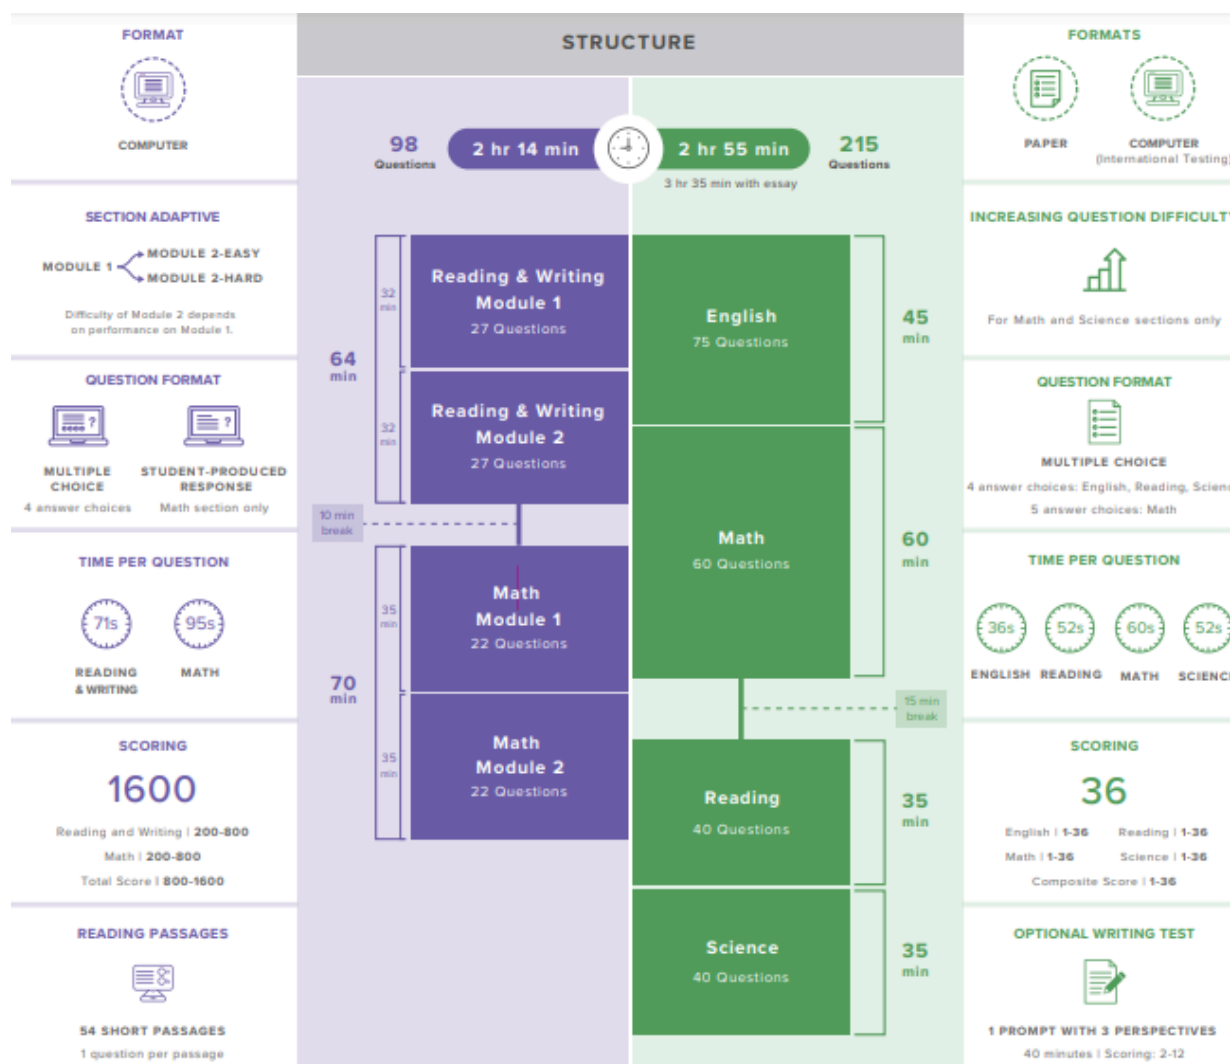 FORMAT
COMPUTER
SECTION ADAPTIVE
MODULE 1
MODULE 2-EASY
MODULE 2-HARD
Difficulty of Module 2 depends
on performance on Module 1.
QUESTION FORMAT
?
?
MULTIPLE
CHOICE
4 answer choices
STUDENT-PRODUCED
RESPONSE
Math section only
TIME PER QUESTION
71s
95s
READING
& WRITING
MATH
SCORING
1600
Reading and Writing | 200-800
Math | 200-800
Total Score | 800-1600
READING PASSAGES
54 SHORT PASSAGES
1 question per passage
STRUCTURE
98
Questions
2 hr 14 min
2 hr 55 min
215
Questions
3 hr 35 min with essay
64
min
32
min
Reading & Writing
Module 1
27 Questions
32
min
Reading & Writing
Module 2
27 Questions
10 min
break
70
min
35
min
Math
Module 1
22 Questions
35
min
Math
Module 2
22 Questions
English
75 Questions
45
min
Math
60 Questions
60
min
15 min
break
Reading
40 Questions
35
min
Science
40 Questions
35
min
FORMATS
PAPER
COMPUTER
(International Testing)
INCREASING QUESTION DIFFICULTY
For Math and Science sections only
QUESTION FORMAT
MULTIPLE CHOICE
4 answer choices: English, Reading, Scienc
5 answer choices: Math
TIME PER QUESTION
36s
52s
60s
52s
ENGLISH
READING
MATH
SCIENCE
SCORING
36
English | 1-36
Reading | 1-36
Math | 1-36
Science | 1-36
Composite Score | 1-36
OPTIONAL WRITING TEST
1 PROMPT WITH 3 PERSPECTIVES
40 minutes | Scoring: 2-12